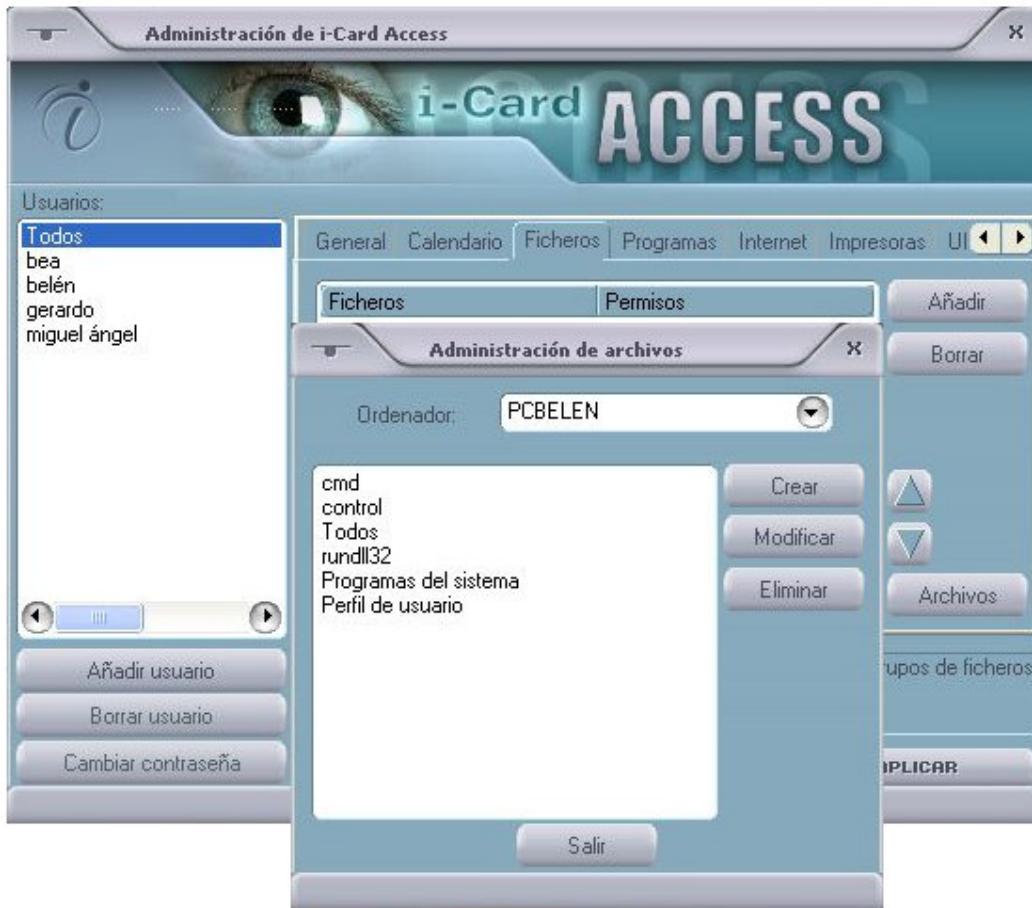 Administración de i-Card Access
i-Card ACCESS
Usuarios:
Todos
bea
belén
gerardo
miguel ángel
General Calendario Ficheros Programas Internet Impresoras
Ficheros Permisos
Añadir
Borrar
Administración de archivos
Ordenador: PCBELEN
cmd
control
Todos
rundll32
Programas del sistema
Perfil de usuario
Crear
Modificar
Eliminar
Archivos
Añadir usuario
Borrar usuario
Cambiar contraseña
upos de ficheros
PLICAR
Salir